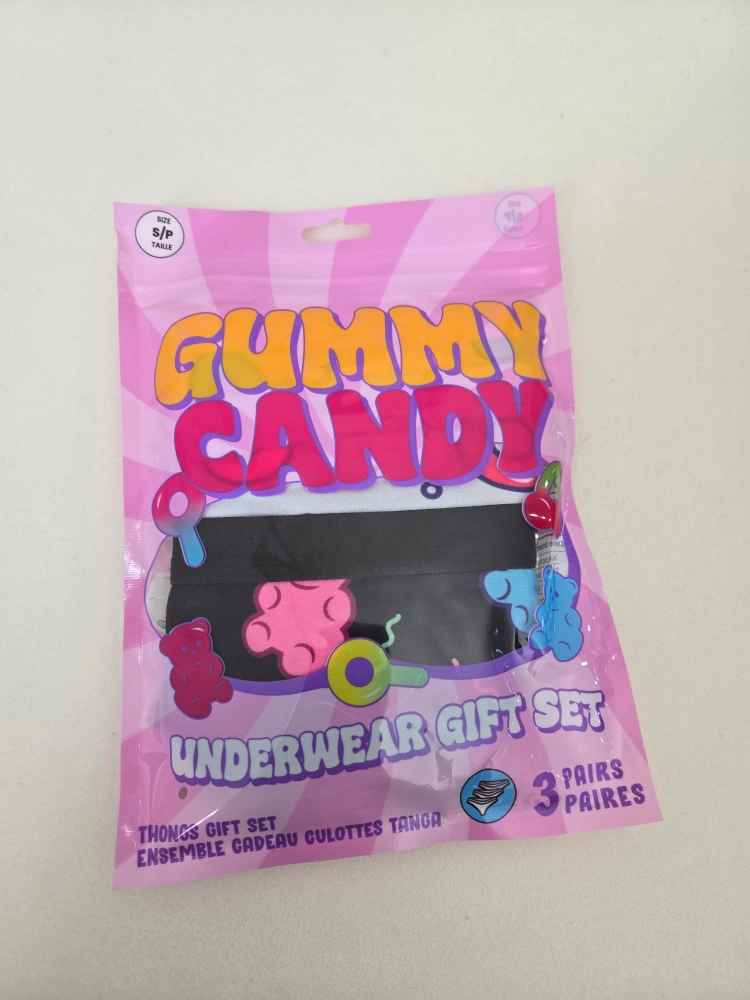 SIZE
S/P
TAILLE
GUMMY
CANDY
UNDERWEAR GIFT SET
3 PAIRS
PAIRES
THONGS GIFT SET
ENSEMBLE CADEAU CULOTTES TANGA